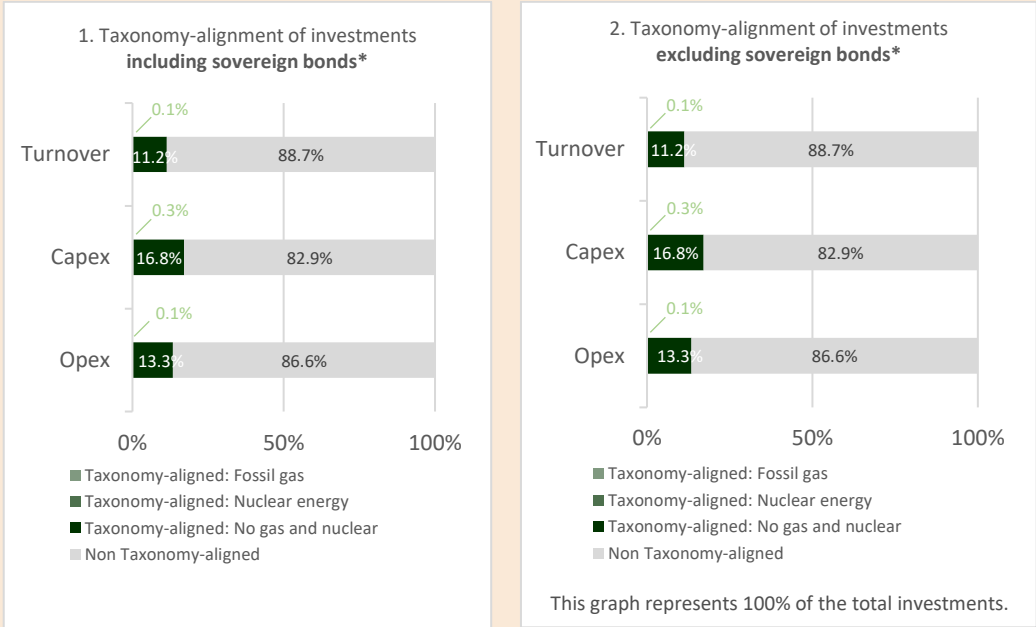 1. Taxonomy-alignment of investments
including sovereign bonds*
0.1%
Turnover
11.2%
88.7%
0.3%
Capex
16.8%
82.9%
0.1%
Opex
13.3%
86.6%
0%
50%
100%
Taxonomy-aligned: Fossil gas
Taxonomy-aligned: Nuclear energy
Taxonomy-aligned: No gas and nuclear
Non Taxonomy-aligned
2. Taxonomy-alignment of investments
excluding sovereign bonds*
0.1%
Turnover
11.2%
88.7%
0.3%
Capex
16.8%
82.9%
0.1%
Opex
13.3%
86.6%
0%
50%
100%
Taxonomy-aligned: Fossil gas
Taxonomy-aligned: Nuclear energy
Taxonomy-aligned: No gas and nuclear
Non Taxonomy-aligned
This graph represents 100% of the total investments.